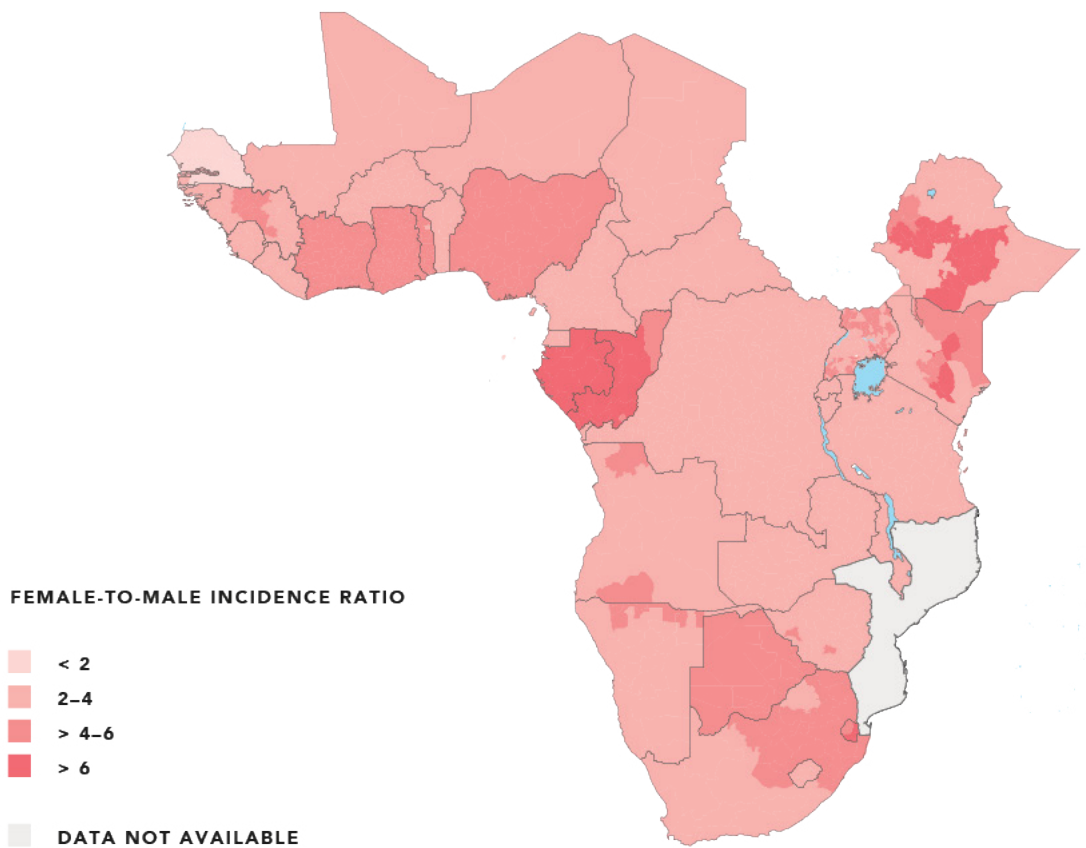 FEMALE-TO-MALE INCIDENCE RATIO
< 2
2–4
> 4–6
> 6
DATA NOT AVAILABLE